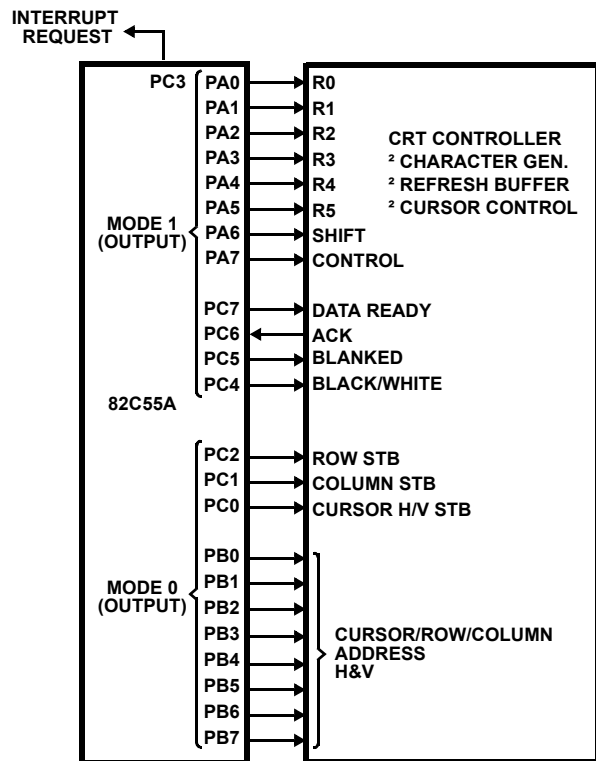 INTERRUPT
REQUEST
PC3 PA0 R0
PA1 R1
PA2 R2
PA3 R3
PA4 R4
PA5 R5
PA6 SHIFT
PA7 CONTROL
CRT CONTROLLER
² CHARACTER GEN.
² REFRESH BUFFER
² CURSOR CONTROL
MODE 1
(OUTPUT)
PC7 DATA READY
PC6 ACK
PC5 BLANKED
PC4 BLACK/WHITE
82C55A
PC2 ROW STB
PC1 COLUMN STB
PC0 CURSOR H/V STB
MODE 0
(OUTPUT)
PB0
PB1
PB2
PB3
PB4
PB5
PB6
PB7
CURSOR/ROW/COLUMN
ADDRESS
H&V